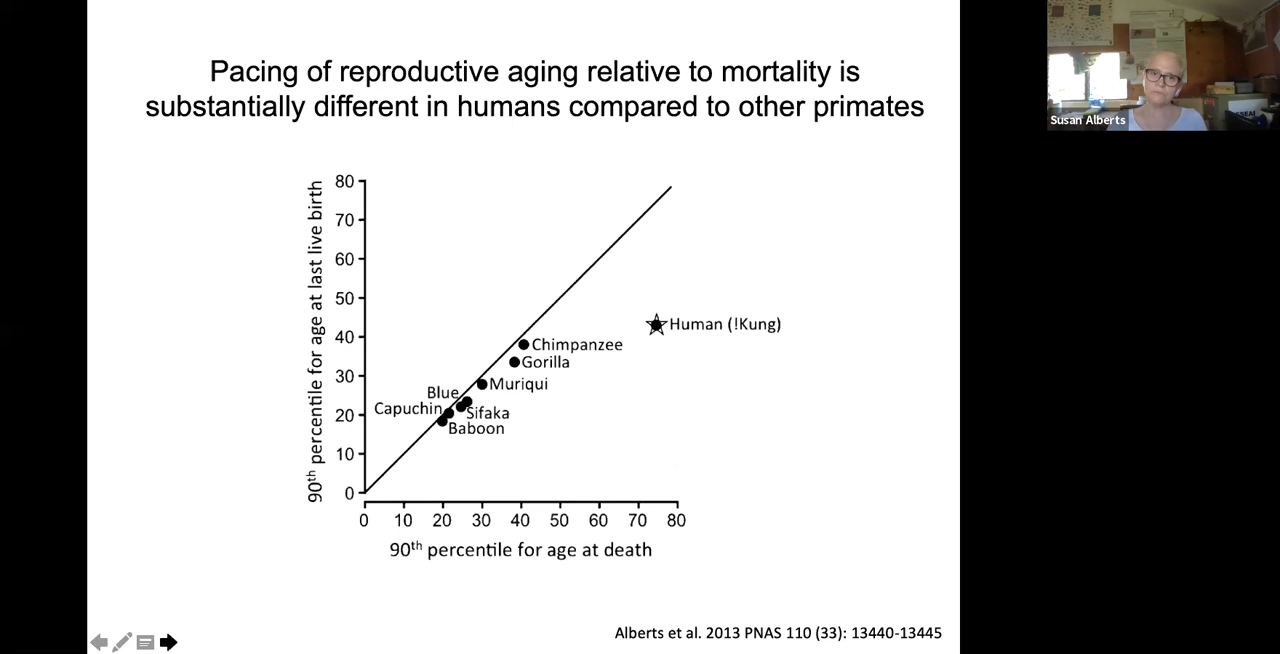 Pacing of reproductive aging relative to mortality is
substantially different in humans compared to other primates
Susan Alberts
90th percentile for age at last live birth
80
70
60
50
40
30
20
10
0
Human (!Kung)
Chimpanzee
Gorilla
Muriqui
Blue
Capuchin
Sifaka
Baboon
0 10 20 30 40 50 60 70 80
90th percentile for age at death
Alberts et al. 2013 PNAS 110 (33): 13440-13445